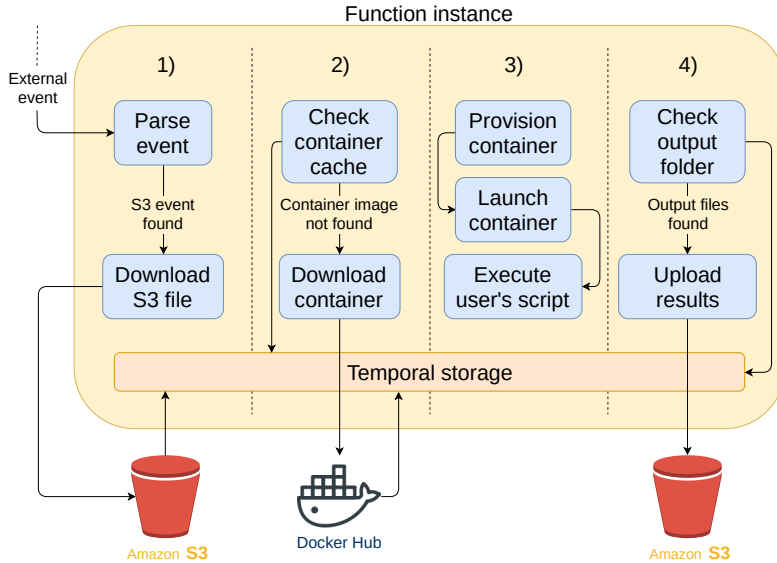 Function instance
External
event
1)
Parse
event
S3 event
found
Download
S3 file
2)
Check
container
cache
Container image
not found
Download
container
3)
Provision
container
Launch
container
Execute
user's script
4)
Check
output
folder
Output files
found
Upload
results
Temporal storage
Amazon S3
Docker Hub
Amazon S3